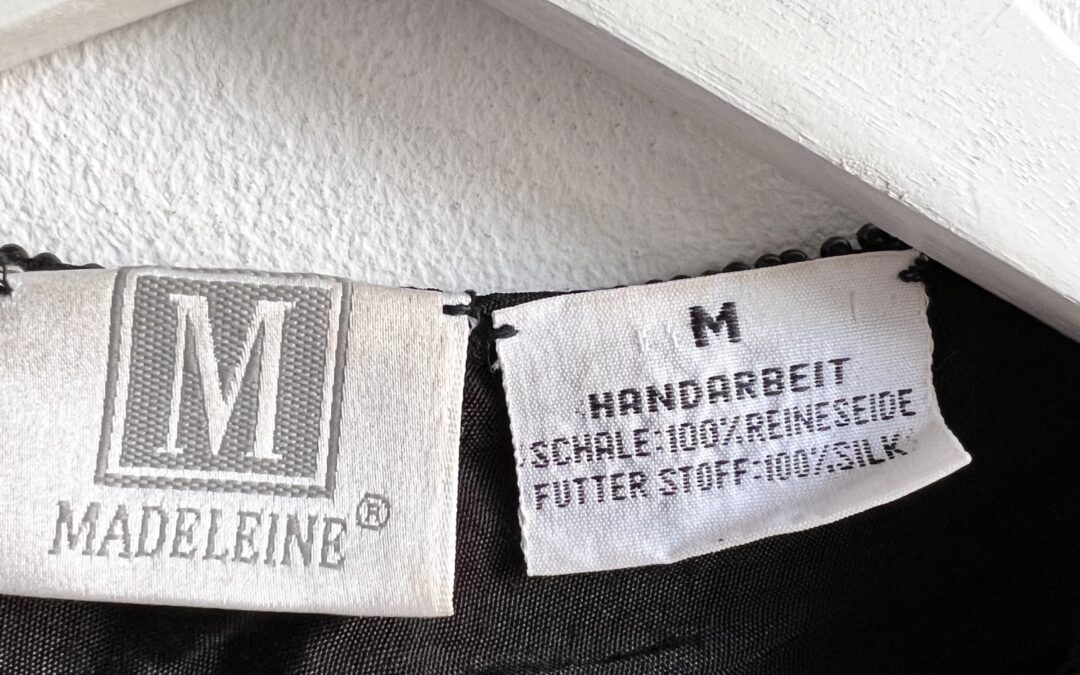 M
MADELEINE®
M
HANDARBEIT
SCHALE:100%REINESEIDE
FUTTER STOFF:100%SILK